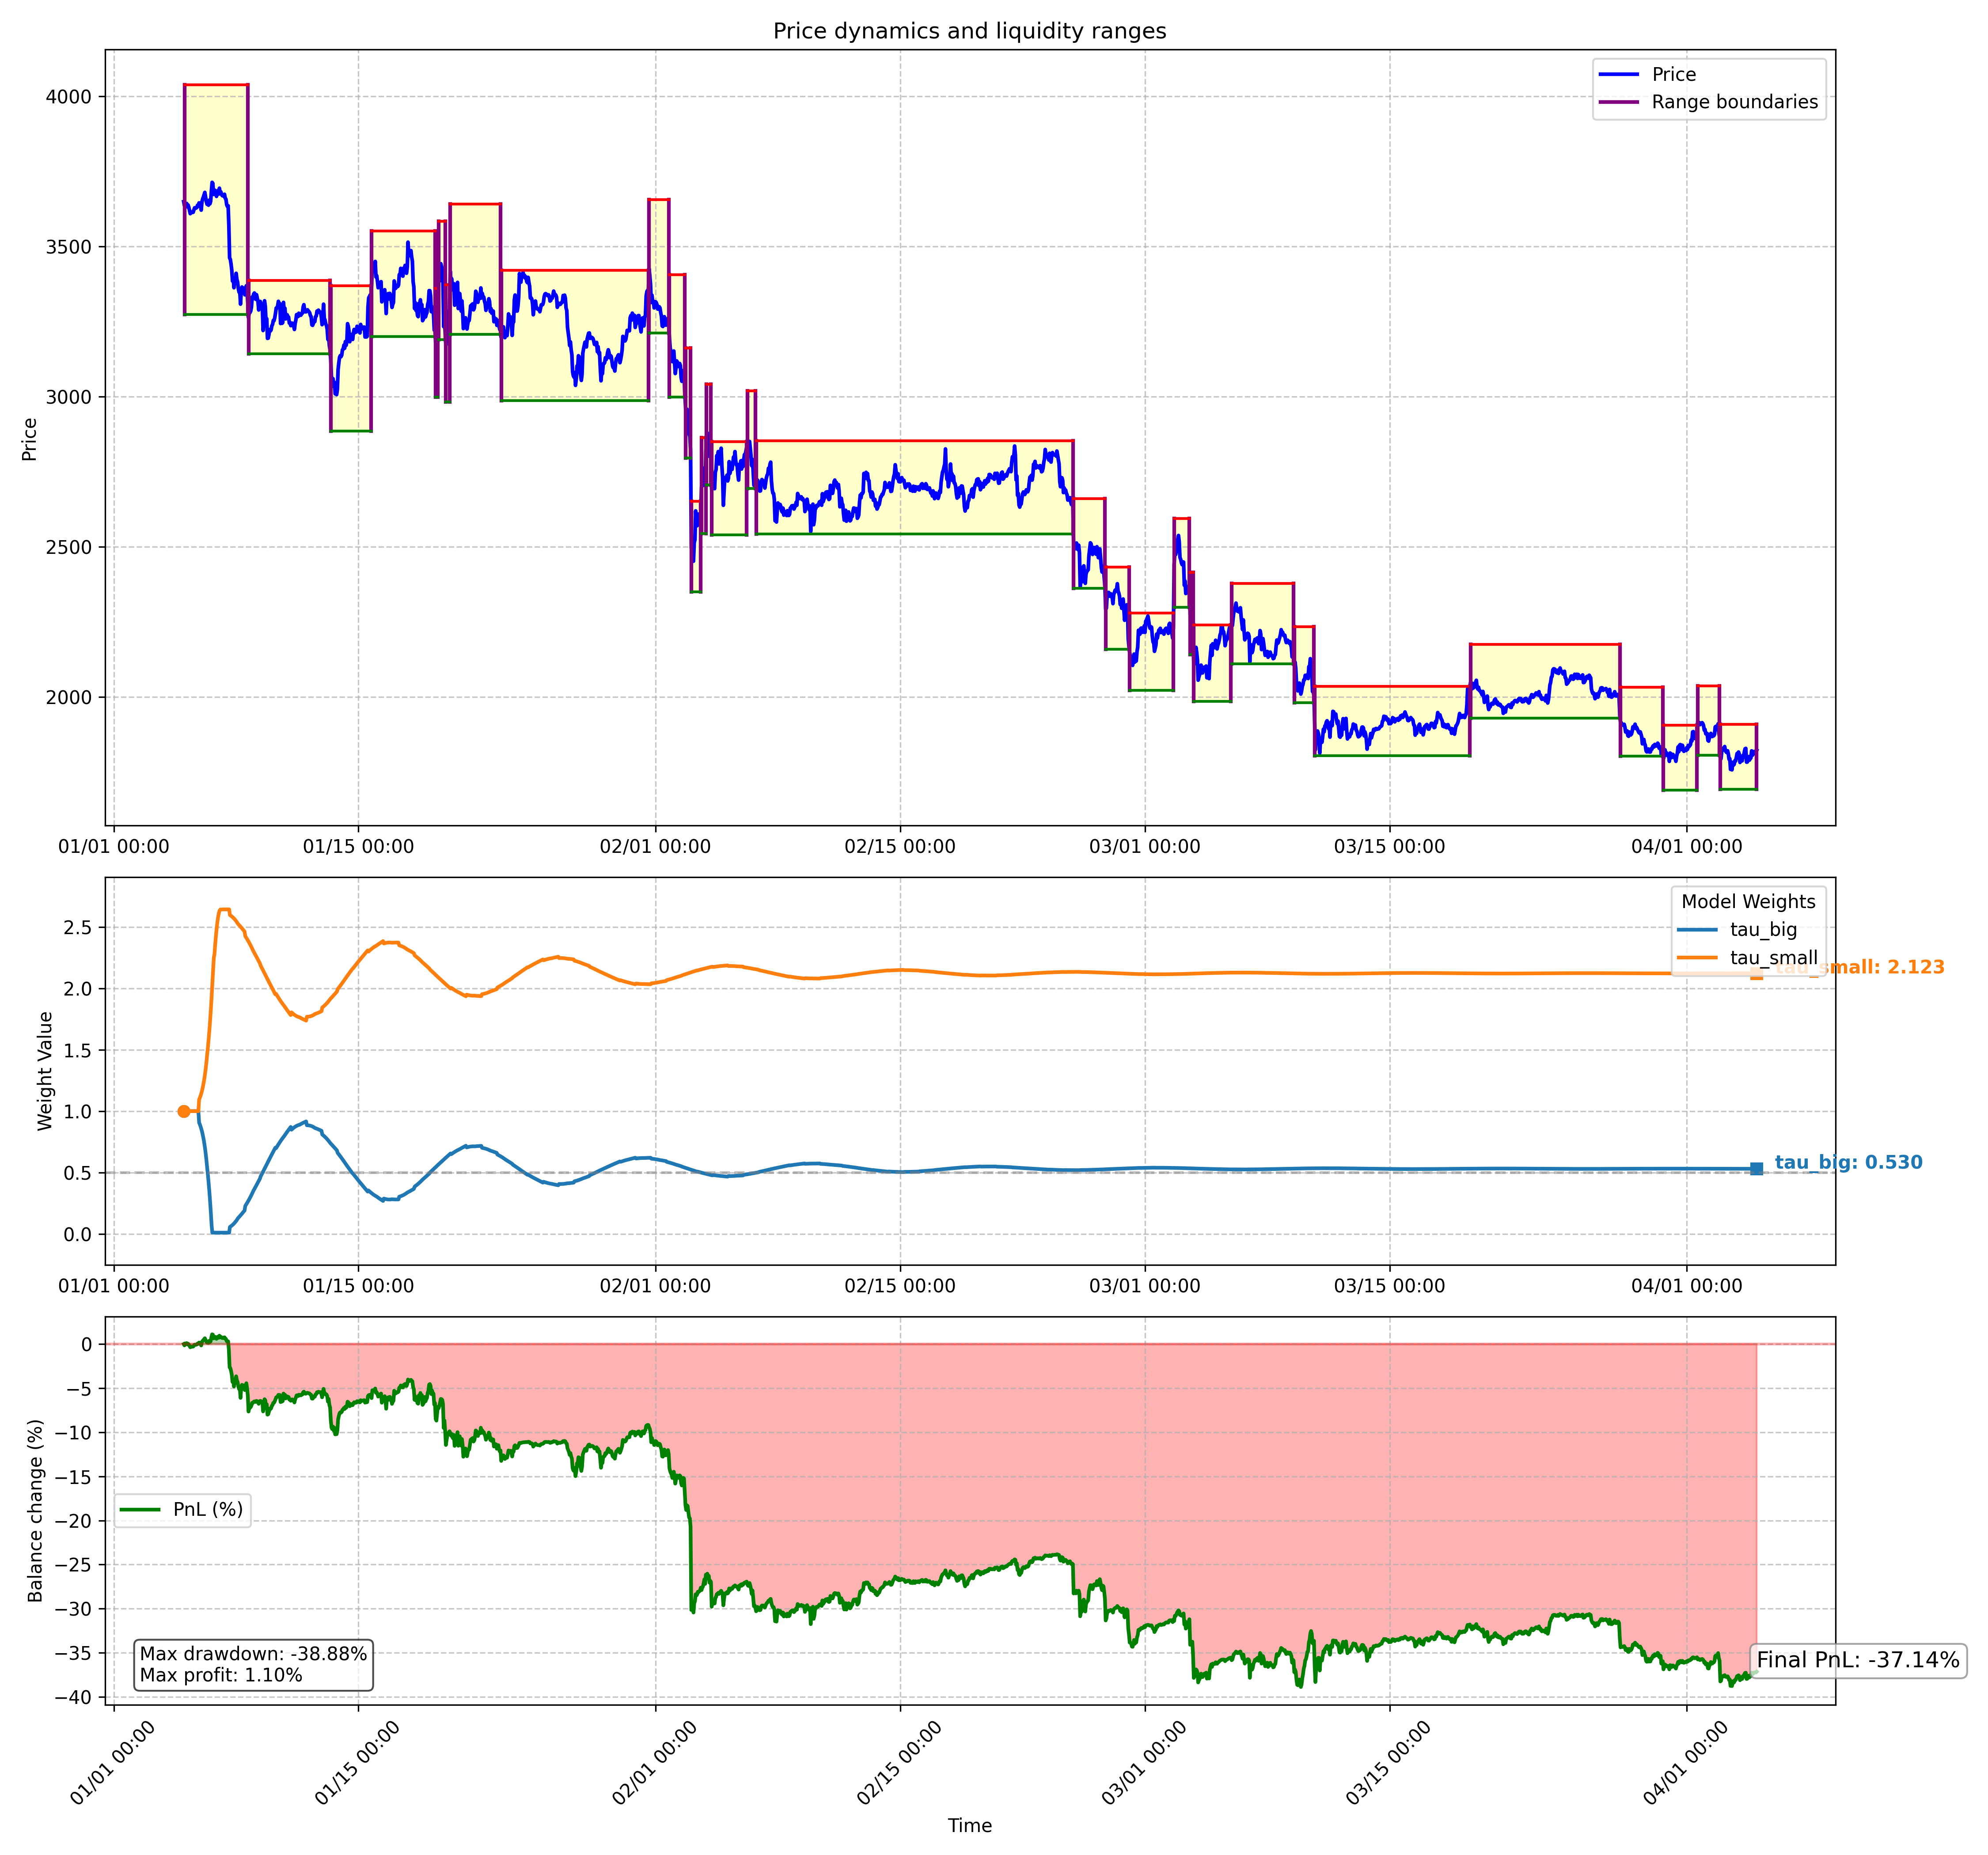 Price dynamics and liquidity ranges
Price
4000
3500
3000
2500
2000
Price
Range boundaries
01/01 00:00
01/15 00:00
02/01 00:00
02/15 00:00
03/01 00:00
03/15 00:00
04/01 00:00
Weight Value
2.5
2.0
1.5
1.0
0.5
0.0
Model Weights
tau_big
tau_small
tau_small: 2.123
tau_big: 0.530
01/01 00:00
01/15 00:00
02/01 00:00
02/15 00:00
03/01 00:00
03/15 00:00
04/01 00:00
Balance change (%)
0
−5
−10
−15
−20
−25
−30
−35
−40
PnL (%)
Max drawdown: -38.88%
Max profit: 1.10%
Final PnL: -37.14%
01/01 00:00
01/15 00:00
02/01 00:00
02/15 00:00
03/01 00:00
03/15 00:00
04/01 00:00
Time